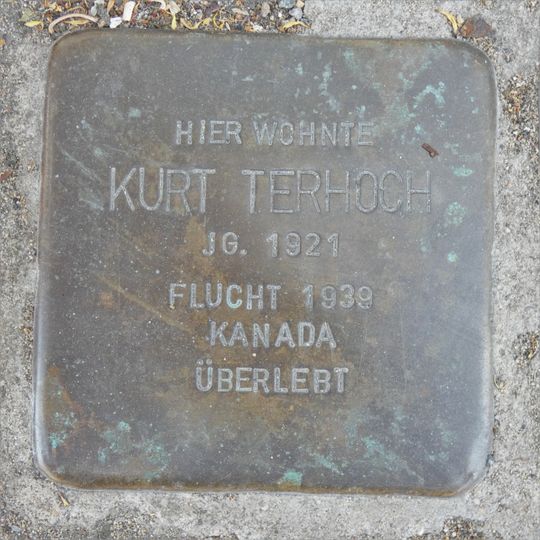 HIER WOHNTE
KURT TERHOCH
JG. 1921
FLUCHT 1939
KANADA
ÜBERLEBT